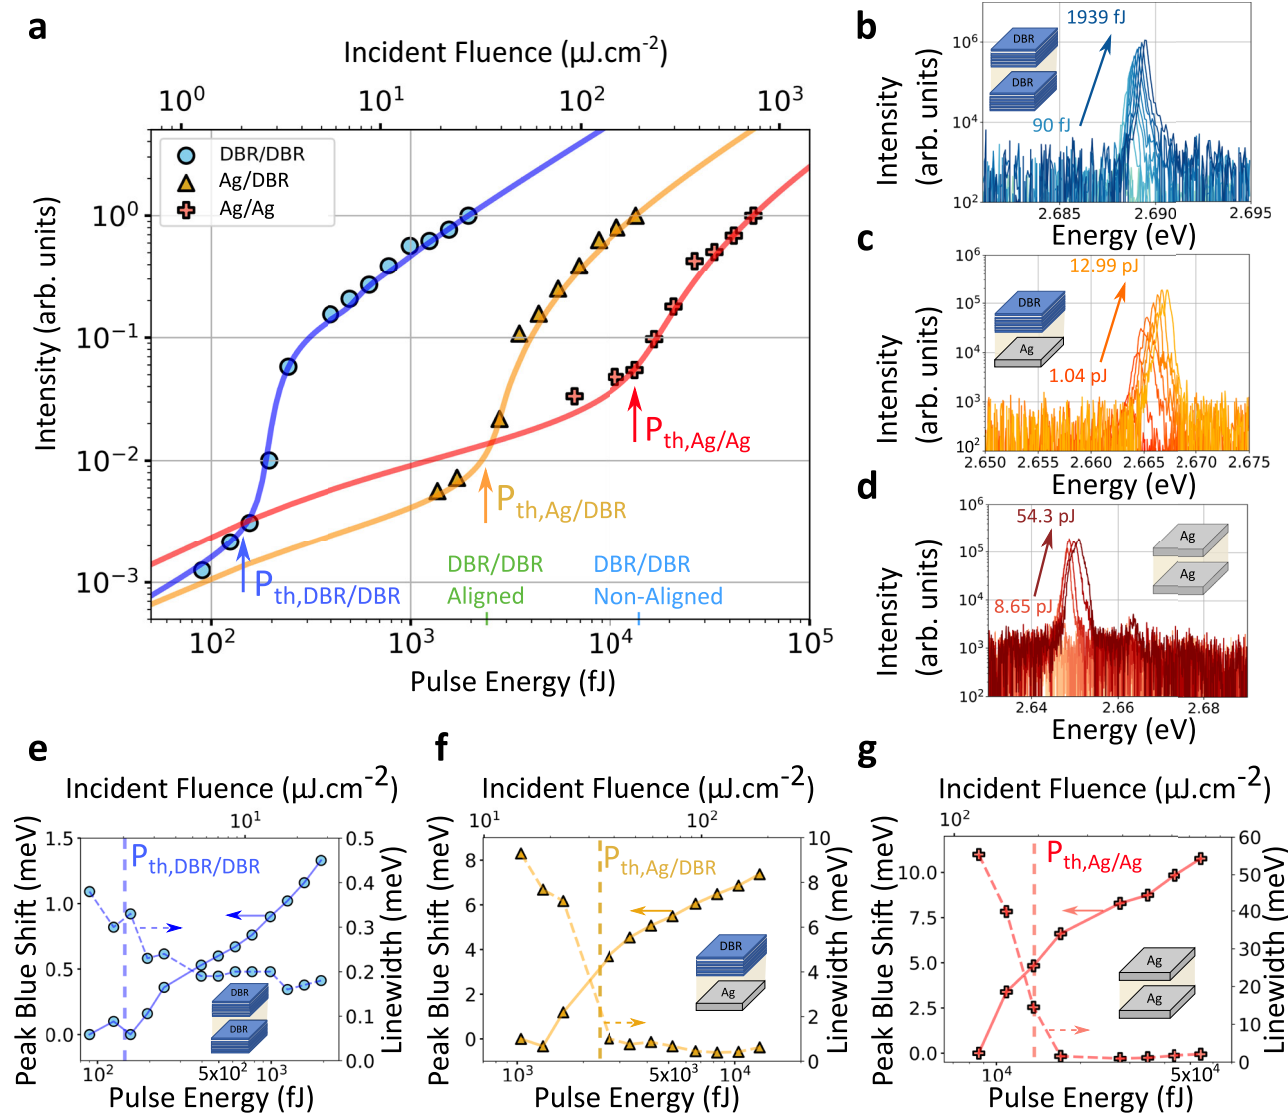 a
Incident Fluence (µJ.cm-2)
10^0 10^1 10^2 10^3
DBR/DBR
Ag/DBR
Ag/Ag
Intensity (arb. units)
10^0
10^−1
10^−2
10^−3
P_th,Ag/Ag
P_th,Ag/DBR
P_th,DBR/DBR
DBR/DBR
Aligned
DBR/DBR
Non-Aligned
10^2 10^3 10^4 10^5
Pulse Energy (fJ)
b
Intensity
(arb. units)
10^6
10^4
10^2
DBR
DBR
1939 fJ
90 fJ
2.685 2.690 2.695
Energy (eV)
c
Intensity
(arb. units)
10^6
10^5
10^4
10^3
10^2
12.99 pJ
DBR
Ag
1.04 pJ
2.650 2.655 2.660 2.665 2.670 2.675
Energy (eV)
d
Intensity
(arb. units)
10^6
10^5
10^4
10^3
10^2
54.3 pJ
8.65 pJ
Ag
Ag
2.64 2.66 2.68
Energy (eV)
e
Incident Fluence (µJ.cm-2)
10^1
Peak Blue Shift (meV)
1.5
1.0
0.5
0.0
P_th,DBR/DBR
DBR
DBR
0.5
0.4
0.3
0.2
0.1
0.0
Linewidth (meV)
10^2 5x10^2 10^3
Pulse Energy (fJ)
f
Incident Fluence (µJ.cm-2)
10^1 10^2
Peak Blue Shift (meV)
8
6
4
2
0
P_th,Ag/DBR
DBR
Ag
10
8
6
4
2
0
Linewidth (meV)
10^3 5x10^3 10^4
Pulse Energy (fJ)
g
Incident Fluence (µJ.cm-2)
10^2
Peak Blue Shift (meV)
10.0
7.5
5.0
2.5
0.0
P_th,Ag/Ag
Ag
Ag
60
50
40
30
20
10
0
Linewidth (meV)
10^4 5x10^4
Pulse Energy (fJ)